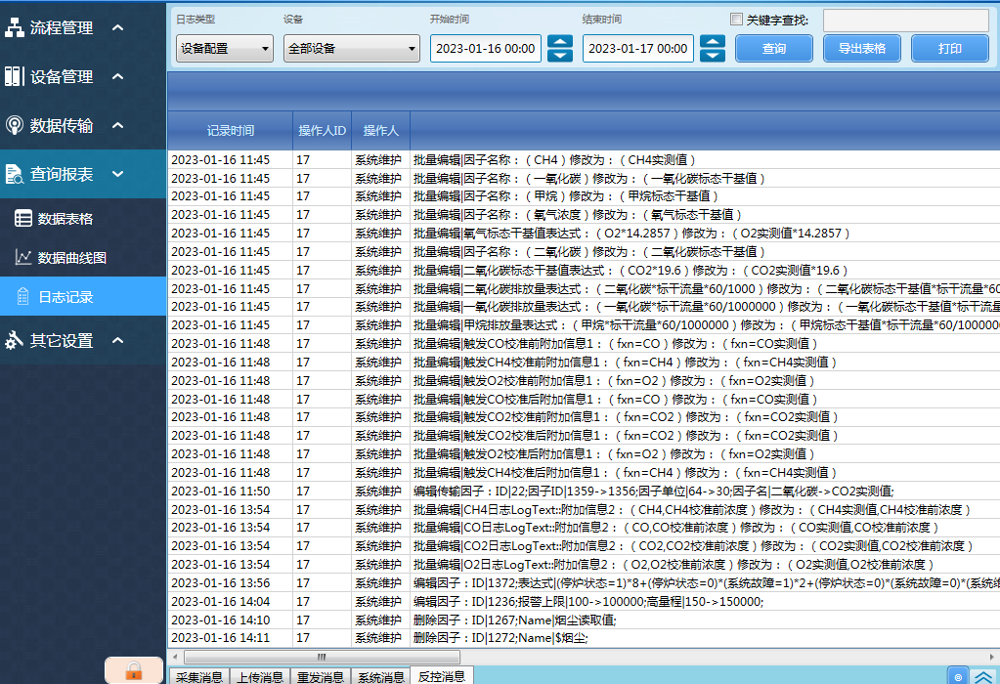 流程管理
设备管理
数据传输
查询报表
数据表格
数据曲线图
日志记录
其它设置
日志类型 设备 开始时间 结束时间 关键字查找:
设备配置 全部设备 2023-01-16 00:00 2023-01-17 00:00 查询 导出表格 打印
记录时间 操作人ID 操作人
2023-01-16 11:45 17 系统维护 批量编辑|因子名称：（CH4）修改为：（CH4实测值）
2023-01-16 11:45 17 系统维护 批量编辑|因子名称：（一氧化碳）修改为：（一氧化碳标态干基值）
2023-01-16 11:45 17 系统维护 批量编辑|因子名称：（甲烷）修改为：（甲烷标态干基值）
2023-01-16 11:45 17 系统维护 批量编辑|因子名称：（氧气浓度）修改为：（氧气标态干基值）
2023-01-16 11:45 17 系统维护 批量编辑|氧气标态干基值表达式：（O2*14.2857）修改为：（O2实测值*14.2857）
2023-01-16 11:45 17 系统维护 批量编辑|因子名称：（二氧化碳）修改为：（二氧化碳标态干基值）
2023-01-16 11:45 17 系统维护 批量编辑|二氧化碳标态干基值表达式：（CO2*19.6）修改为：（CO2实测值*19.6）
2023-01-16 11:45 17 系统维护 批量编辑|二氧化碳排放量表达式：（二氧化碳*标干流量*60/1000）修改为：（二氧化碳标态干基值*标干流量*60
2023-01-16 11:45 17 系统维护 批量编辑|一氧化碳排放量表达式：（一氧化碳*标干流量*60/1000000）修改为：（一氧化碳标态干基值*标干流量
2023-01-16 11:45 17 系统维护 批量编辑|甲烷排放量表达式：（甲烷*标干流量*60/1000000）修改为：（甲烷标态干基值*标干流量*60/1000000
2023-01-16 11:48 17 系统维护 批量编辑|触发CO校准前附加信息1：（fxn=CO）修改为：（fxn=CO实测值）
2023-01-16 11:48 17 系统维护 批量编辑|触发CH4校准前附加信息1：（fxn=CH4）修改为：（fxn=CH4实测值）
2023-01-16 11:48 17 系统维护 批量编辑|触发O2校准前附加信息1：（fxn=O2）修改为：（fxn=O2实测值）
2023-01-16 11:48 17 系统维护 批量编辑|触发CO校准后附加信息1：（fxn=CO）修改为：（fxn=CO实测值）
2023-01-16 11:48 17 系统维护 批量编辑|触发CO2校准前附加信息1：（fxn=CO2）修改为：（fxn=CO2实测值）
2023-01-16 11:48 17 系统维护 批量编辑|触发CO2校准后附加信息1：（fxn=CO2）修改为：（fxn=CO2实测值）
2023-01-16 11:48 17 系统维护 批量编辑|触发O2校准后附加信息1：（fxn=O2）修改为：（fxn=O2实测值）
2023-01-16 11:48 17 系统维护 批量编辑|触发CH4校准后附加信息1：（fxn=CH4）修改为：（fxn=CH4实测值）
2023-01-16 11:50 17 系统维护 编辑传输因子：ID|22;因子ID|1359->1356;因子单位|64->30;因子名|二氧化碳->CO2实测值;
2023-01-16 13:54 17 系统维护 批量编辑|CH4日志LogText::附加信息2：（CH4,CH4校准前浓度）修改为：（CH4实测值,CH4校准前浓度）
2023-01-16 13:54 17 系统维护 批量编辑|CO日志LogText::附加信息2：（CO,CO校准前浓度）修改为：（CO实测值,CO校准前浓度）
2023-01-16 13:54 17 系统维护 批量编辑|CO2日志LogText::附加信息2：（CO2,CO2校准前浓度）修改为：（CO2实测值,CO2校准前浓度）
2023-01-16 13:54 17 系统维护 批量编辑|O2日志LogText::附加信息2：（O2,O2校准前浓度）修改为：（O2实测值,O2校准前浓度）
2023-01-16 13:56 17 系统维护 编辑因子：ID|1372;表达式|(停炉状态=1)*8+(停炉状态=0)*(系统故障=1)*2+(停炉状态=0)*(系统故障=0)*(系统维
2023-01-16 14:04 17 系统维护 编辑因子：ID|1236;报警上限|100->100000;高量程|150->150000;
2023-01-16 14:10 17 系统维护 删除因子：ID|1267;Name|烟尘读取值;
2023-01-16 14:11 17 系统维护 删除因子：ID|1272;Name|$烟尘;
采集消息 上传消息 重发消息 系统消息 反控消息